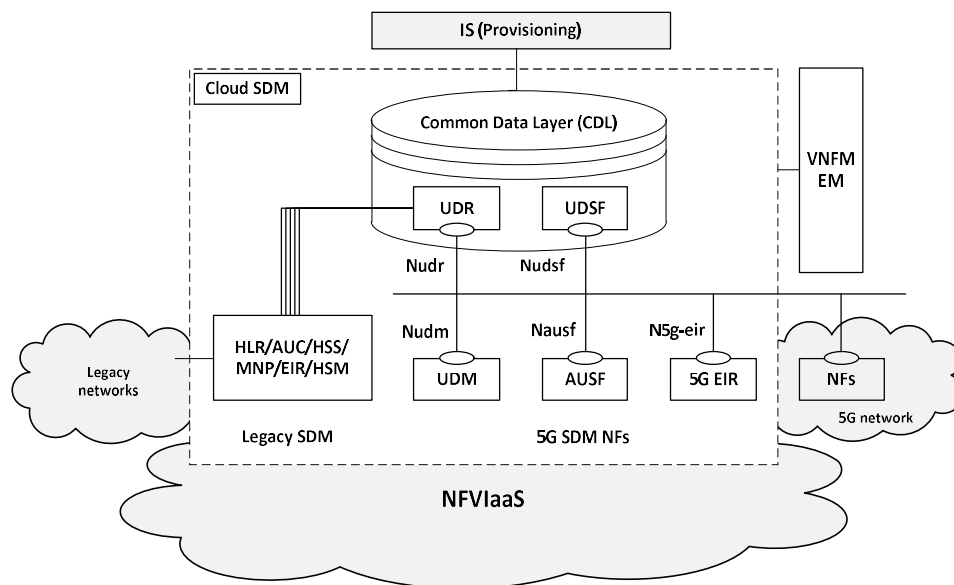 IS (Provisioning)
Cloud SDM
Common Data Layer (CDL)
VNFM
EM
UDR
UDSF
Nudr
Nudsf
Nudm
Nausf
N5g-eir
HLR/AUC/HSS/
MNP/EIR/HSM
UDM
AUSF
5G EIR
NFs
Legacy
networks
5G network
Legacy SDM
5G SDM NFs
NFVIaaS